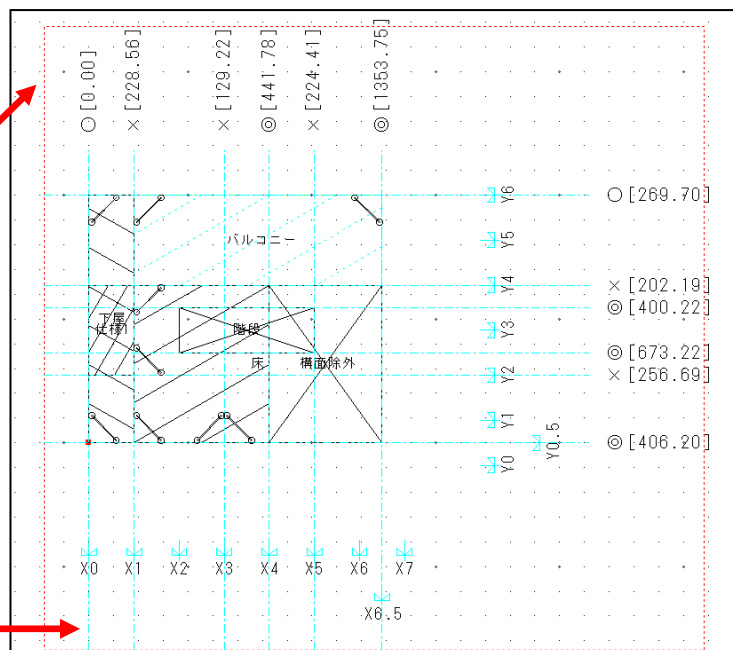 ○[0.00]
×[228.56]
×[129.22]
◎[441.78]
×[224.41]
◎[1353.75]
Y6 ○[269.70]
バルコニー Y5
Y4 ×[202.19]
◎[400.22]
下屋
仕様1 階段 Y3
床 構面除外 ◎[673.22]
Y2 ×[256.69]
Y1
Y0.5 ◎[406.20]
Y0
X0 X1 X2 X3 X4 X5 X6 X7
X6.5